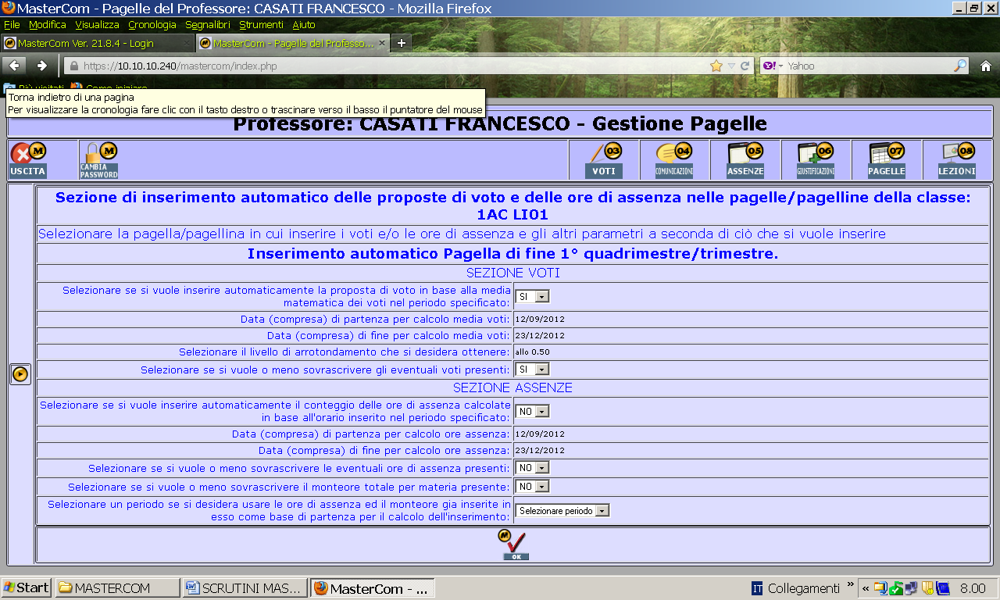 MasterCom - Pagelle del Professore: CASATI FRANCESCO - Mozilla Firefox
File Modifica Visualizza Cronologia Segnalibri Strumenti Aiuto
MasterCom Ver. 21.8.4 - Login
MasterCom - Pagelle del Professo...
https://10.10.10.240/mastercom/index.php
Yahoo
Più visitati Come iniziare
Torna indietro di una pagina
Per visualizzare la cronologia fare clic con il tasto destro o trascinare verso il basso il puntatore del mouse
Professore: CASATI FRANCESCO - Gestione Pagelle
M USCITA
M CAMBIA PASSWORD
03 VOTI
04 COMUNICAZIONI
05 ASSENZE
06 GIUSTIFICAZIONI
07 PAGELLE
08 LEZIONI
Sezione di inserimento automatico delle proposte di voto e delle ore di assenza nelle pagelle/pagelline della classe:
1AC LI01
Selezionare la pagella/pagellina in cui inserire i voti e/o le ore di assenza e gli altri parametri a seconda di ciò che si vuole inserire
Inserimento automatico Pagella di fine 1° quadrimestre/trimestre.
SEZIONE VOTI
Selezionare se si vuole inserire automaticamente la proposta di voto in base alla media
matematica dei voti nel periodo specificato: SI
Data (compresa) di partenza per calcolo media voti: 12/09/2012
Data (compresa) di fine per calcolo media voti: 23/12/2012
Selezionare il livello di arrotondamento che si desidera ottenere: allo 0.50
Selezionare se si vuole o meno sovrascrivere gli eventuali voti presenti: SI
SEZIONE ASSENZE
Selezionare se si vuole inserire automaticamente il conteggio delle ore di assenza calcolate
in base all'orario inserito nel periodo specificato: NO
Data (compresa) di partenza per calcolo ore assenza: 12/09/2012
Data (compresa) di fine per calcolo ore assenza: 23/12/2012
Selezionare se si vuole o meno sovrascrivere le eventuali ore di assenza presenti: NO
Selezionare se si vuole o meno sovrascrivere il monteore totale per materia presente: NO
Selezionare un periodo se si desidera usare le ore di assenza ed il monteore gia inserite in
esso come base di partenza per il calcolo dell'inserimento: Selezionare periodo
M OK
Start MASTERCOM SCRUTINI MAS... MasterCom - ... IT Collegamenti » « 8.00